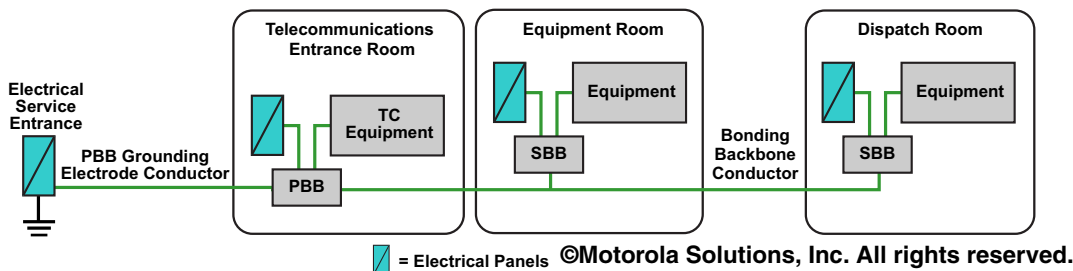 Telecommunications
Entrance Room
Equipment Room
Dispatch Room
Electrical
Service
Entrance
TC
Equipment
Equipment
Equipment
PBB Grounding
Electrode Conductor
PBB
SBB
Bonding
Backbone
Conductor
SBB
= Electrical Panels
©Motorola Solutions, Inc. All rights reserved.